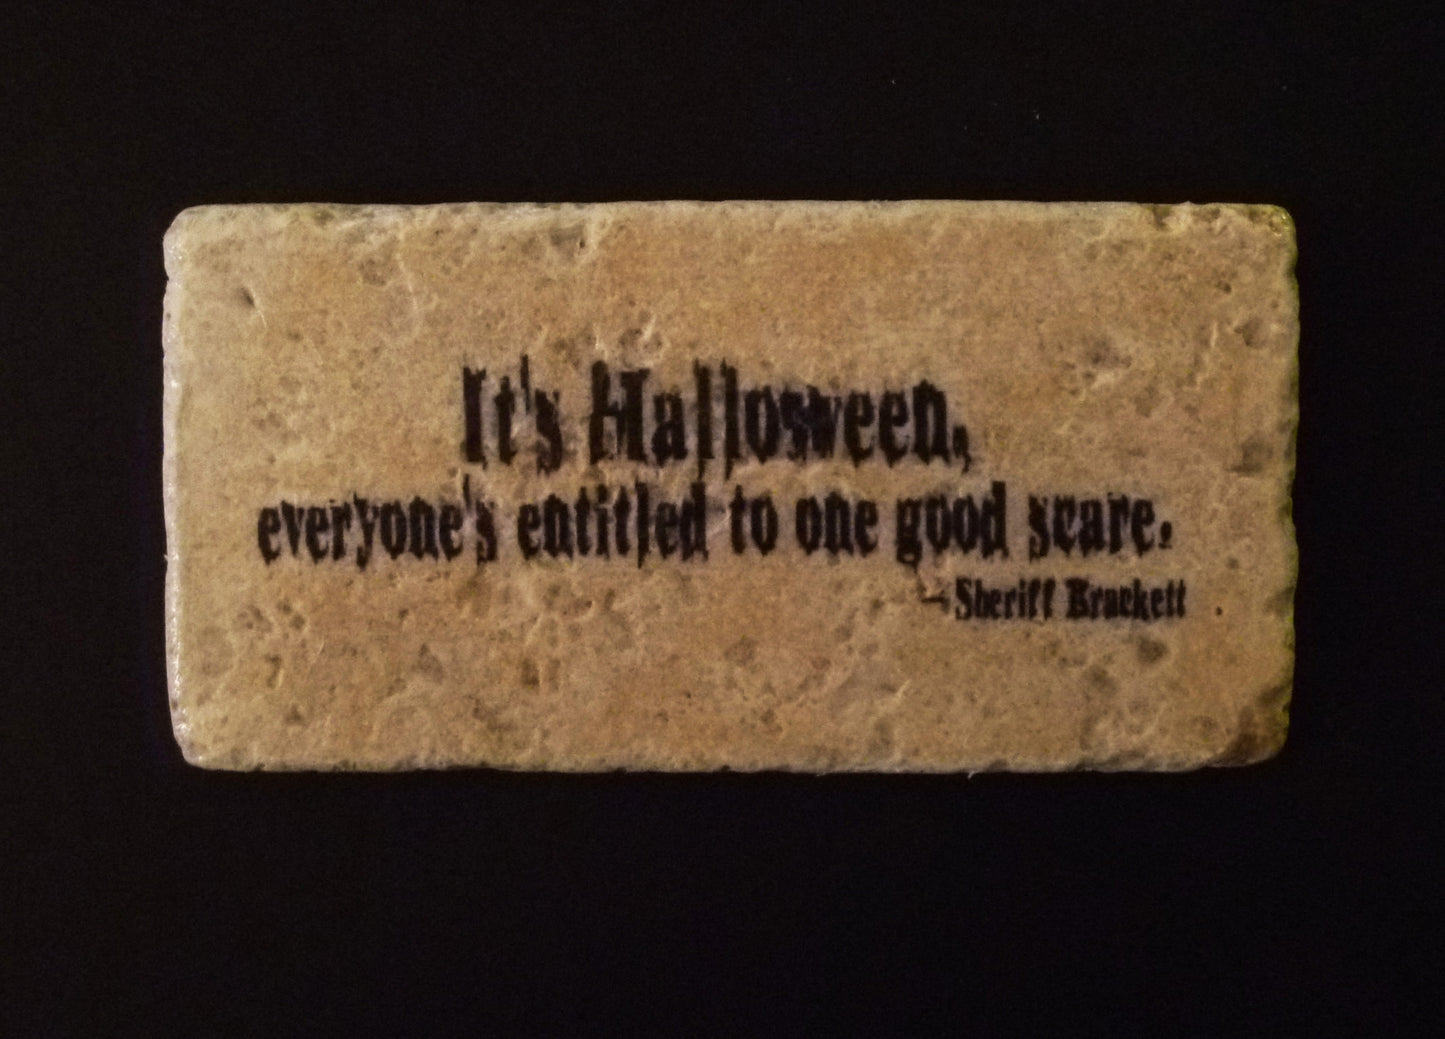 It's Halloween,
everyone's entitled to one good scare.
- Sheriff Brackett